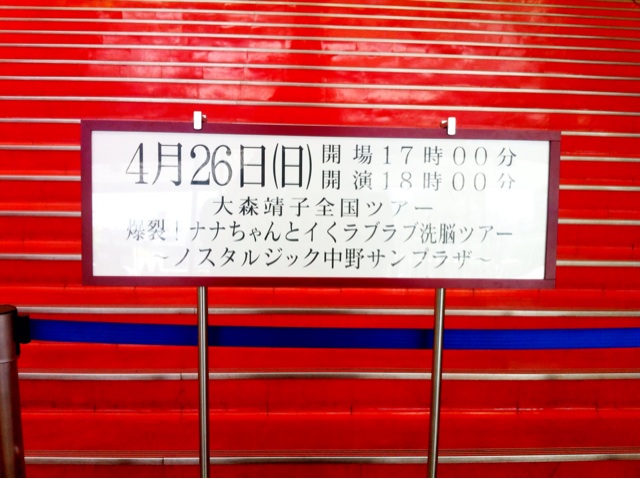 4月26日(日) 開場17時00分
開演18時00分
大森靖子全国ツアー
爆裂!ナナちゃんとイくラブラブ洗脳ツアー
~ノスタルジック中野サンプラザ~